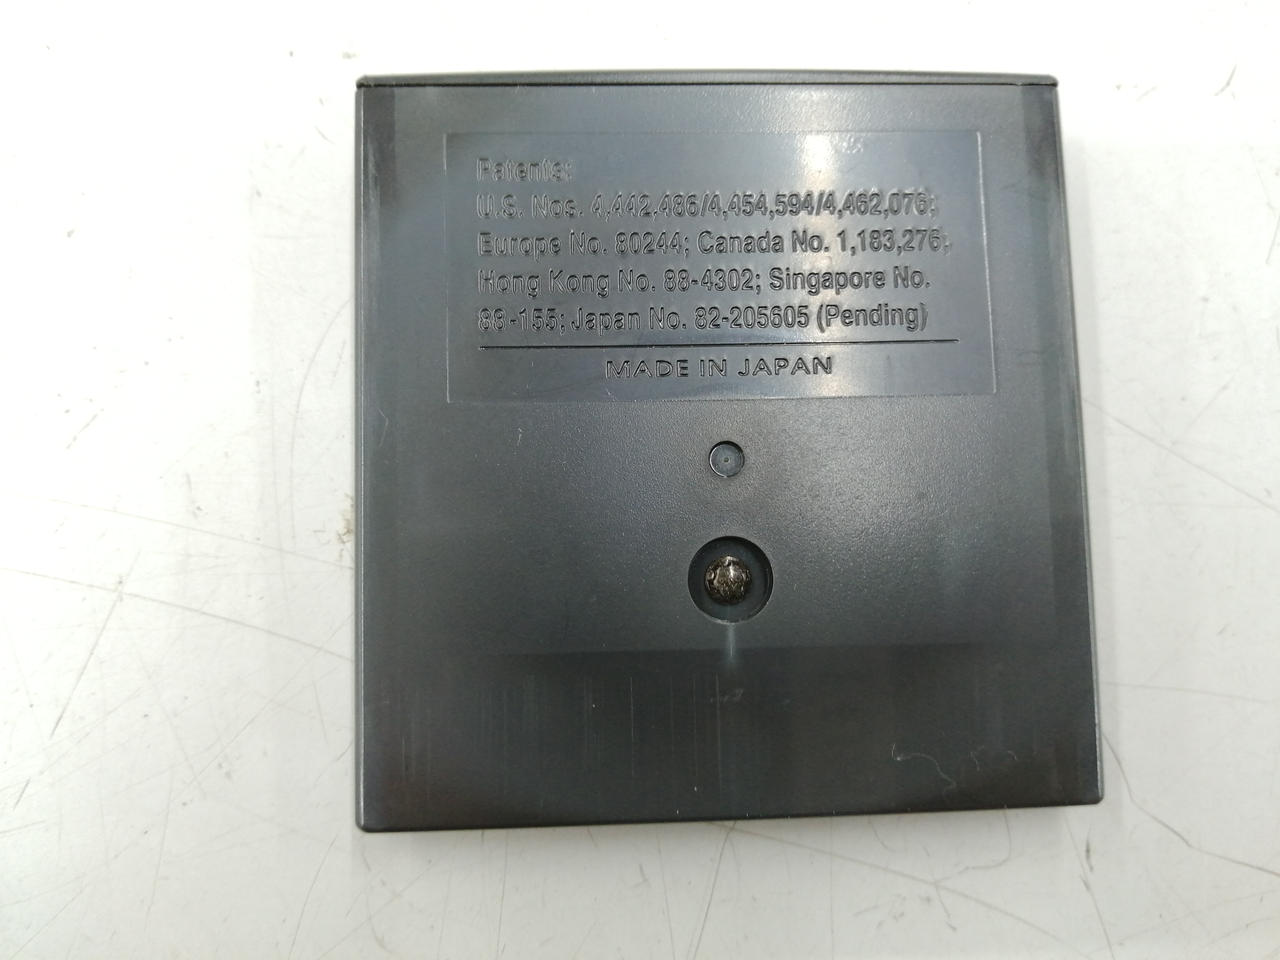 Patents:
U.S. Nos. 4,442,486/4,454,594/4,462,076;
Europe No. 80244; Canada No. 1,183,276;
Hong Kong No. 88-4302; Singapore No.
88-155; Japan No. 82-205605 (Pending)
MADE IN JAPAN